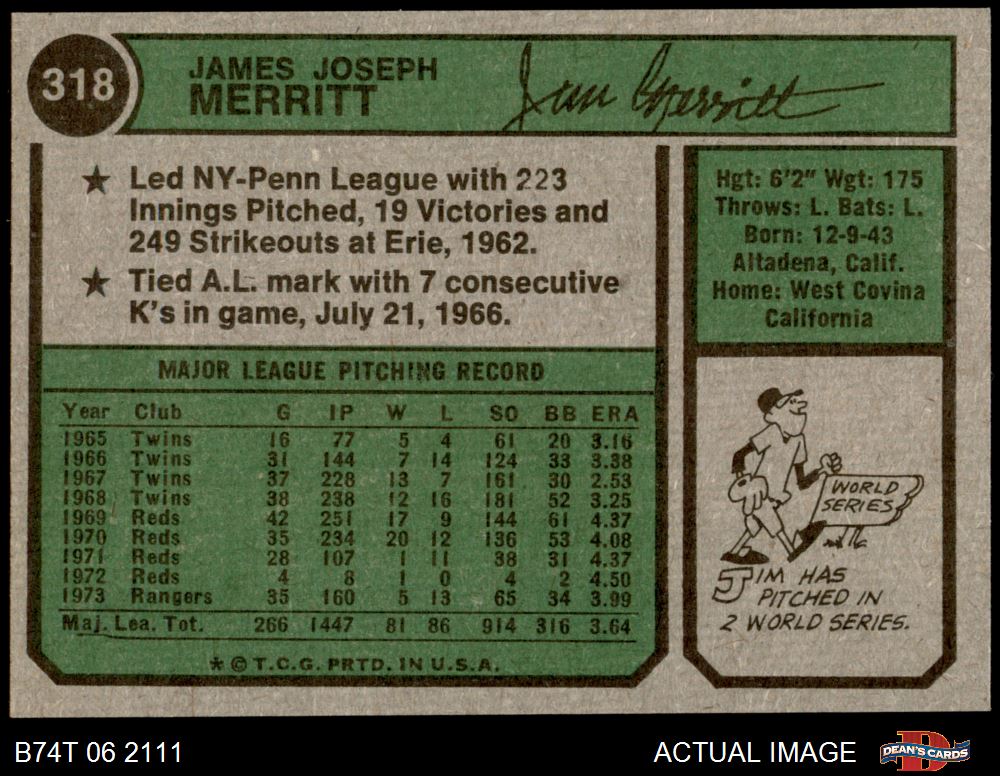 318
JAMES JOSEPH
MERRITT
Jim Merritt
★ Led NY-Penn League with 223
Innings Pitched, 19 Victories and
249 Strikeouts at Erie, 1962.
★ Tied A.L. mark with 7 consecutive
K's in game, July 21, 1966.
Hgt: 6'2" Wgt: 175
Throws: L. Bats: L.
Born: 12-9-43
Altadena, Calif.
Home: West Covina
California
MAJOR LEAGUE PITCHING RECORD
Year Club G IP W L SO BB ERA
1965 Twins 16 77 5 4 61 20 3.16
1966 Twins 31 144 7 14 124 33 3.38
1967 Twins 37 228 13 7 161 30 2.53
1968 Twins 38 238 12 16 181 52 3.25
1969 Reds 42 251 17 9 144 61 4.37
1970 Reds 35 234 20 12 136 53 4.08
1971 Reds 28 107 1 11 38 31 4.37
1972 Reds 4 8 1 0 4 2 4.50
1973 Rangers 35 160 5 13 65 34 3.99
Maj. Lea. Tot. 266 1447 81 86 914 316 3.64
* © T.C.G. PRTD. IN U.S.A.
WORLD
SERIES
JIM HAS
PITCHED IN
2 WORLD SERIES.
B74T 06 2111
ACTUAL IMAGE
D
DEAN'S CARDS